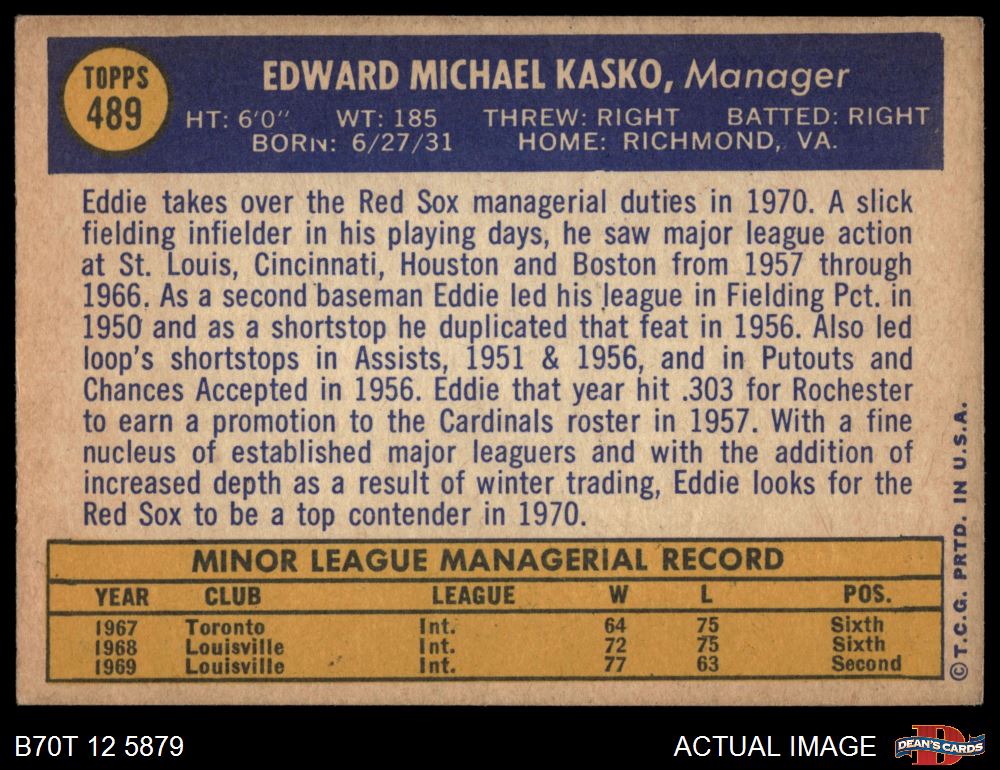 TOPPS
489
EDWARD MICHAEL KASKO, Manager
HT: 6'0" WT: 185 THREW: RIGHT BATTED: RIGHT
BORN: 6/27/31 HOME: RICHMOND, VA.
Eddie takes over the Red Sox managerial duties in 1970. A slick
fielding infielder in his playing days, he saw major league action
at St. Louis, Cincinnati, Houston and Boston from 1957 through
1966. As a second baseman Eddie led his league in Fielding Pct. in
1950 and as a shortstop he duplicated that feat in 1956. Also led
loop's shortstops in Assists, 1951 & 1956, and in Putouts and
Chances Accepted in 1956. Eddie that year hit .303 for Rochester
to earn a promotion to the Cardinals roster in 1957. With a fine
nucleus of established major leaguers and with the addition of
increased depth as a result of winter trading, Eddie looks for the
Red Sox to be a top contender in 1970.
MINOR LEAGUE MANAGERIAL RECORD
YEAR CLUB LEAGUE W L POS.
1967 Toronto Int. 64 75 Sixth
1968 Louisville Int. 72 75 Sixth
1969 Louisville Int. 77 63 Second
© T.C.G. PRTD. IN U.S.A.
B70T 12 5879
ACTUAL IMAGE
D
DEAN'S CARDS